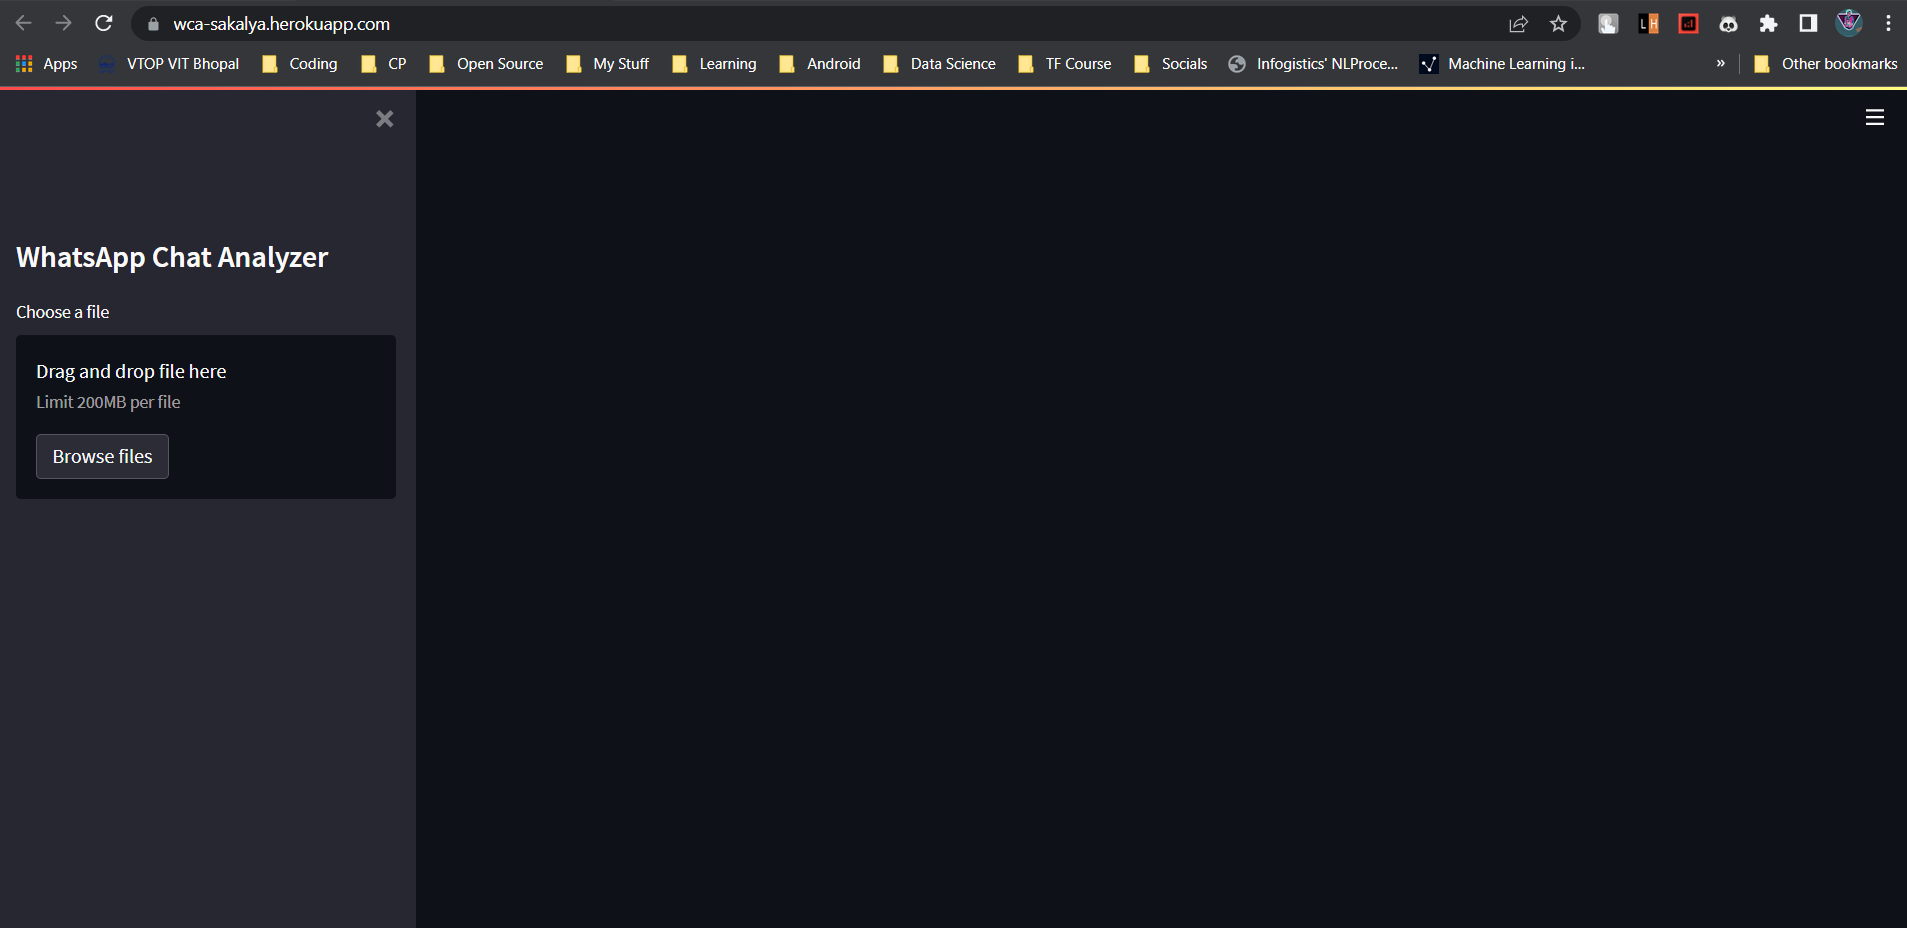 wca-sakalya.herokuapp.com
LH
Apps VTOP VIT Bhopal Coding CP Open Source My Stuff Learning Android Data Science TF Course Socials Infogistics' NLProce... Machine Learning i... » Other bookmarks
WhatsApp Chat Analyzer
Choose a file
Drag and drop file here
Limit 200MB per file
Browse files